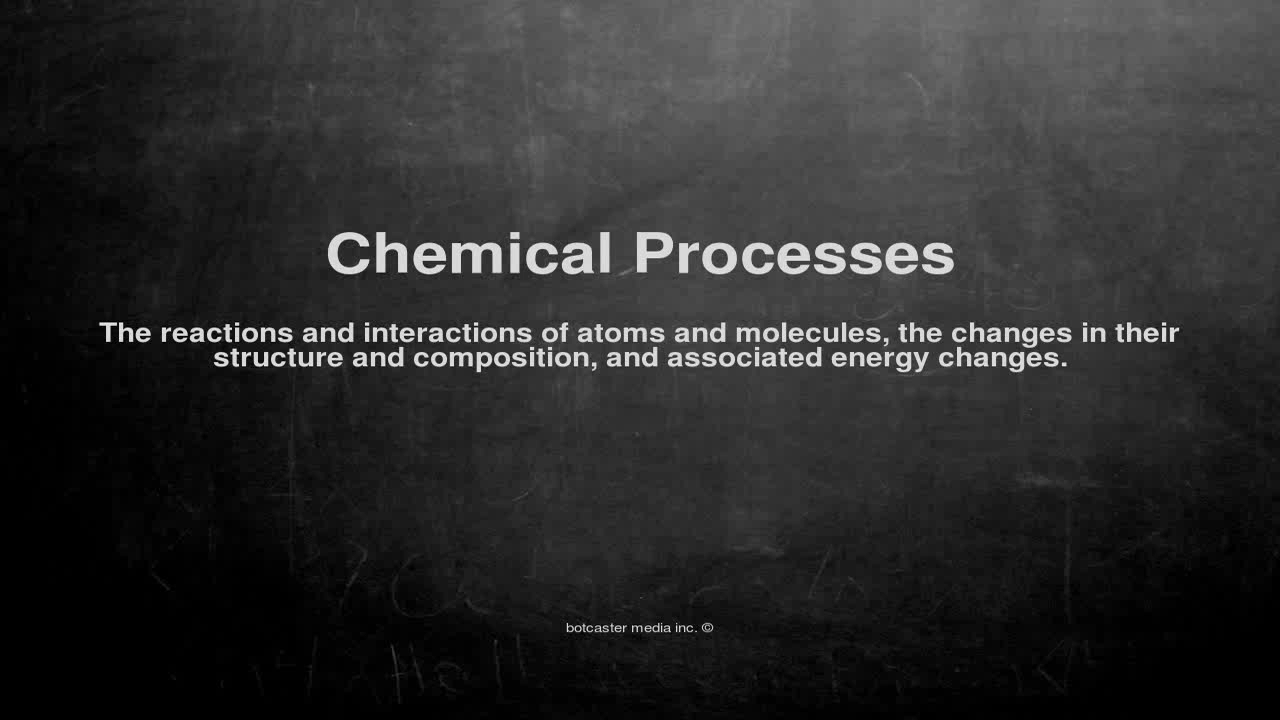 Chemical Processes
The reactions and interactions of atoms and molecules, the changes in their
structure and composition, and associated energy changes.
botcaster media inc. ©